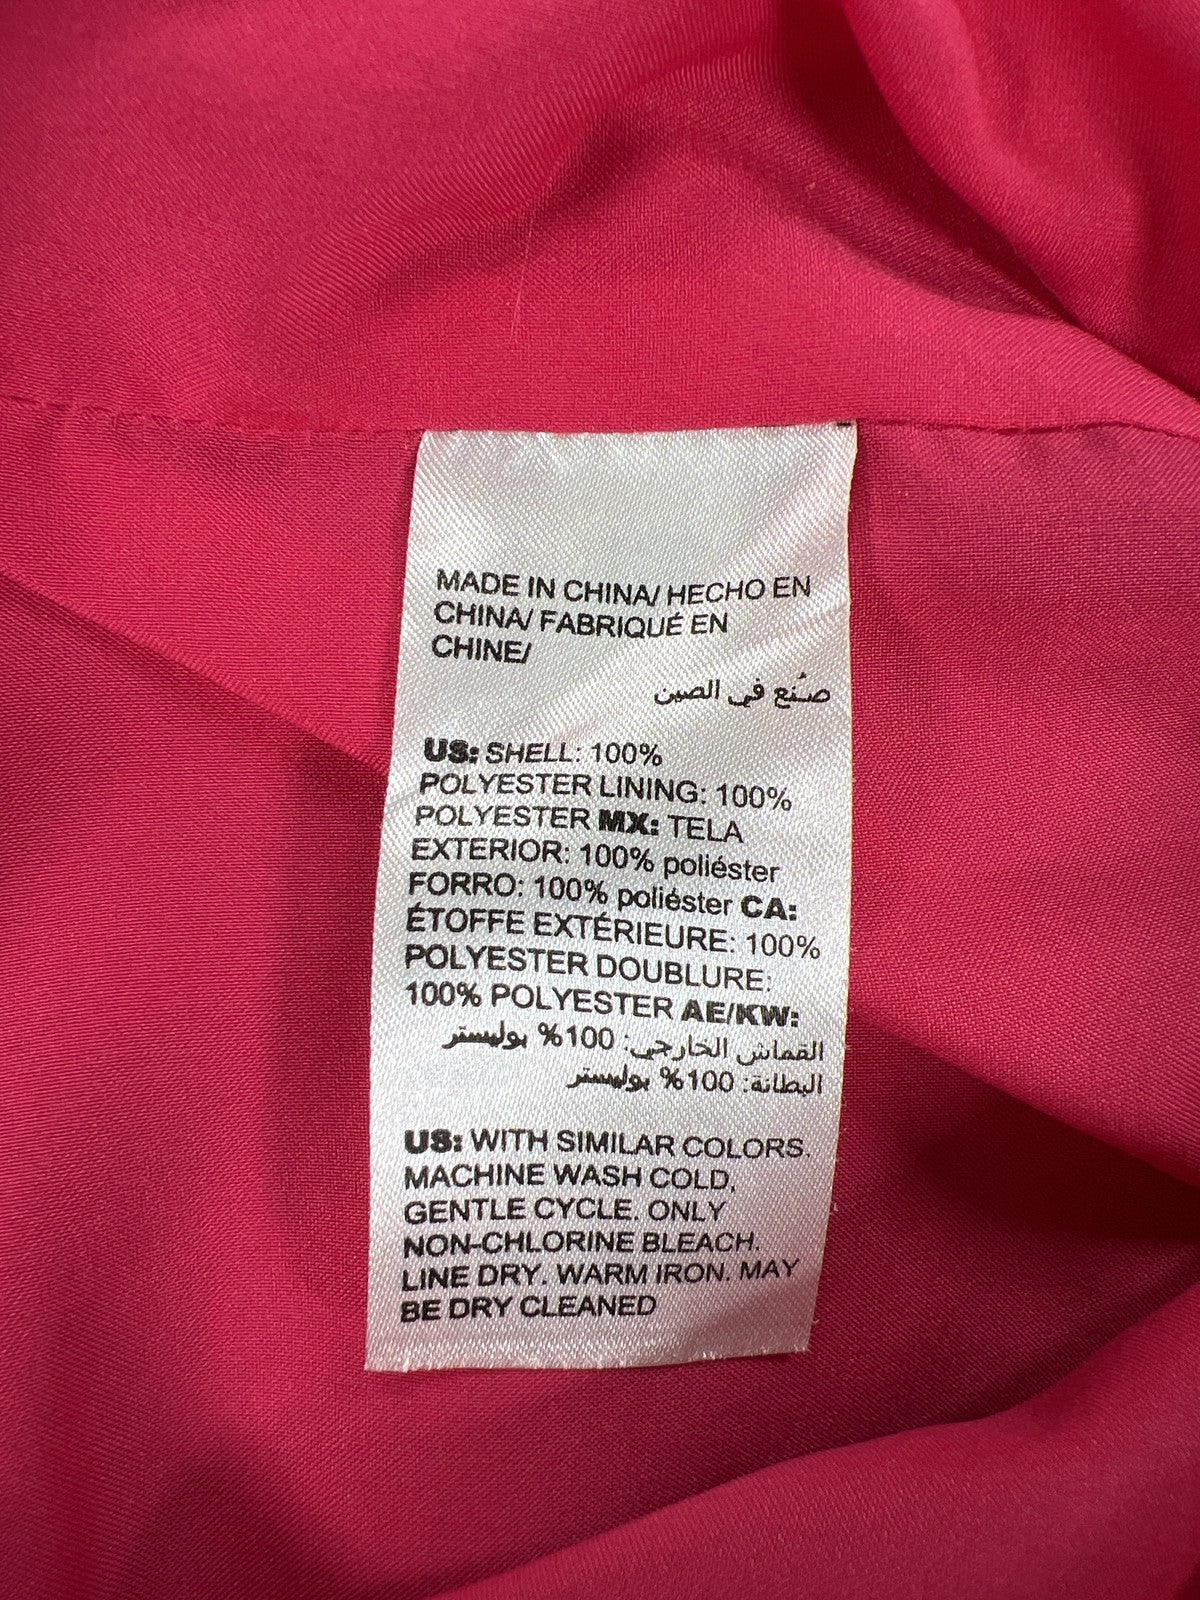 MADE IN CHINA/ HECHO EN
CHINA/ FABRIQUÉ EN
CHINE/
صُنع في الصين
US: SHELL: 100%
POLYESTER LINING: 100%
POLYESTER MX: TELA
EXTERIOR: 100% poliéster
FORRO: 100% poliéster CA:
ÉTOFFE EXTÉRIEURE: 100%
POLYESTER DOUBLURE:
100% POLYESTER AE/KW:
القماش الخارجي: 100% بوليستر
البطانة: 100% بوليستر
US: WITH SIMILAR COLORS.
MACHINE WASH COLD,
GENTLE CYCLE. ONLY
NON-CHLORINE BLEACH.
LINE DRY. WARM IRON. MAY
BE DRY CLEANED